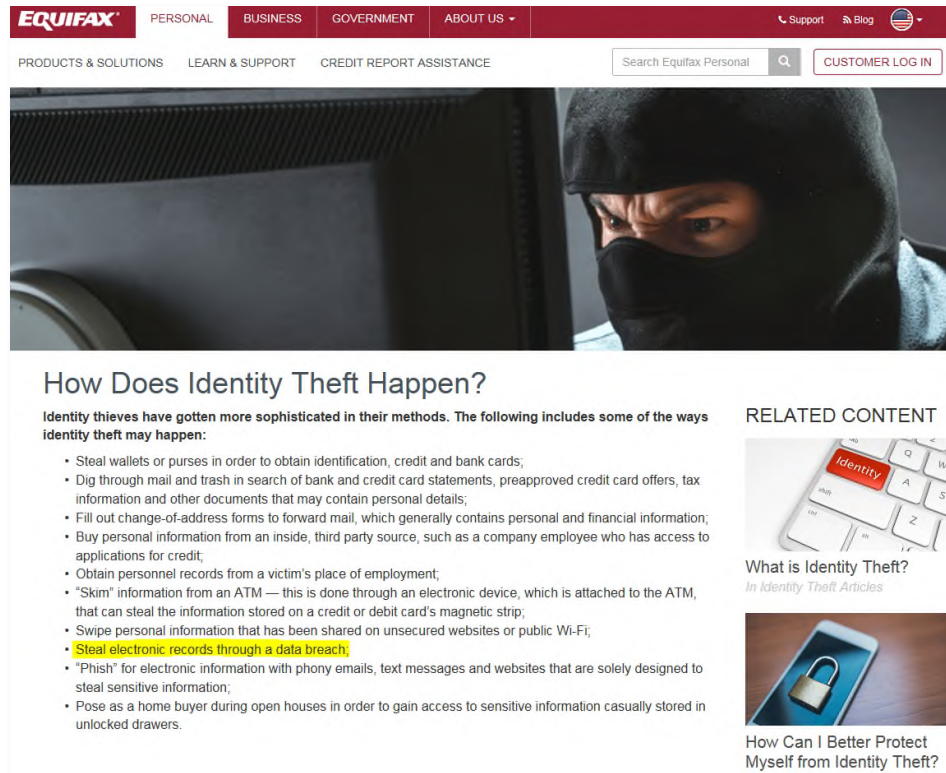 EQUIFAX
PERSONAL
BUSINESS
GOVERNMENT
ABOUT US
Support
Blog
PRODUCTS & SOLUTIONS
LEARN & SUPPORT
CREDIT REPORT ASSISTANCE
Search Equifax Personal
CUSTOMER LOG IN
How Does Identity Theft Happen?
Identity thieves have gotten more sophisticated in their methods. The following includes some of the ways
identity theft may happen:
• Steal wallets or purses in order to obtain identification, credit and bank cards;
• Dig through mail and trash in search of bank and credit card statements, preapproved credit card offers, tax
information and other documents that may contain personal details;
• Fill out change-of-address forms to forward mail, which generally contains personal and financial information;
• Buy personal information from an inside, third party source, such as a company employee who has access to
applications for credit;
• Obtain personnel records from a victim's place of employment;
• "Skim" information from an ATM — this is done through an electronic device, which is attached to the ATM,
that can steal the information stored on a credit or debit card's magnetic strip;
• Swipe personal information that has been shared on unsecured websites or public Wi-Fi;
• Steal electronic records through a data breach;
• "Phish" for electronic information with phony emails, text messages and websites that are solely designed to
steal sensitive information;
• Pose as a home buyer during open houses in order to gain access to sensitive information casually stored in
unlocked drawers.
RELATED CONTENT
Identity
Q
W
A
S
Z
shift
ctrl
What is Identity Theft?
In Identity Theft Articles
How Can I Better Protect
Myself from Identity Theft?